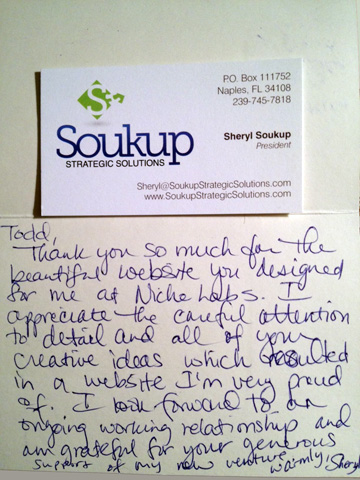 S
P.O. Box 111752
Naples, FL 34108
239-745-7818
Soukup
STRATEGIC SOLUTIONS
Sheryl Soukup
President
Sheryl@SoukupStrategicSolutions.com
www.SoukupStrategicSolutions.com
Todd,
Thank you so much for the
beautiful website you designed
for me at Niche Labs. I
appreciate the careful attention
to detail and all of your
creative ideas which resulted
in a website I'm very proud
of. I look forward to an
ongoing working relationship and
am grateful for your generous
support of my new venture. Warmly, Sheryl